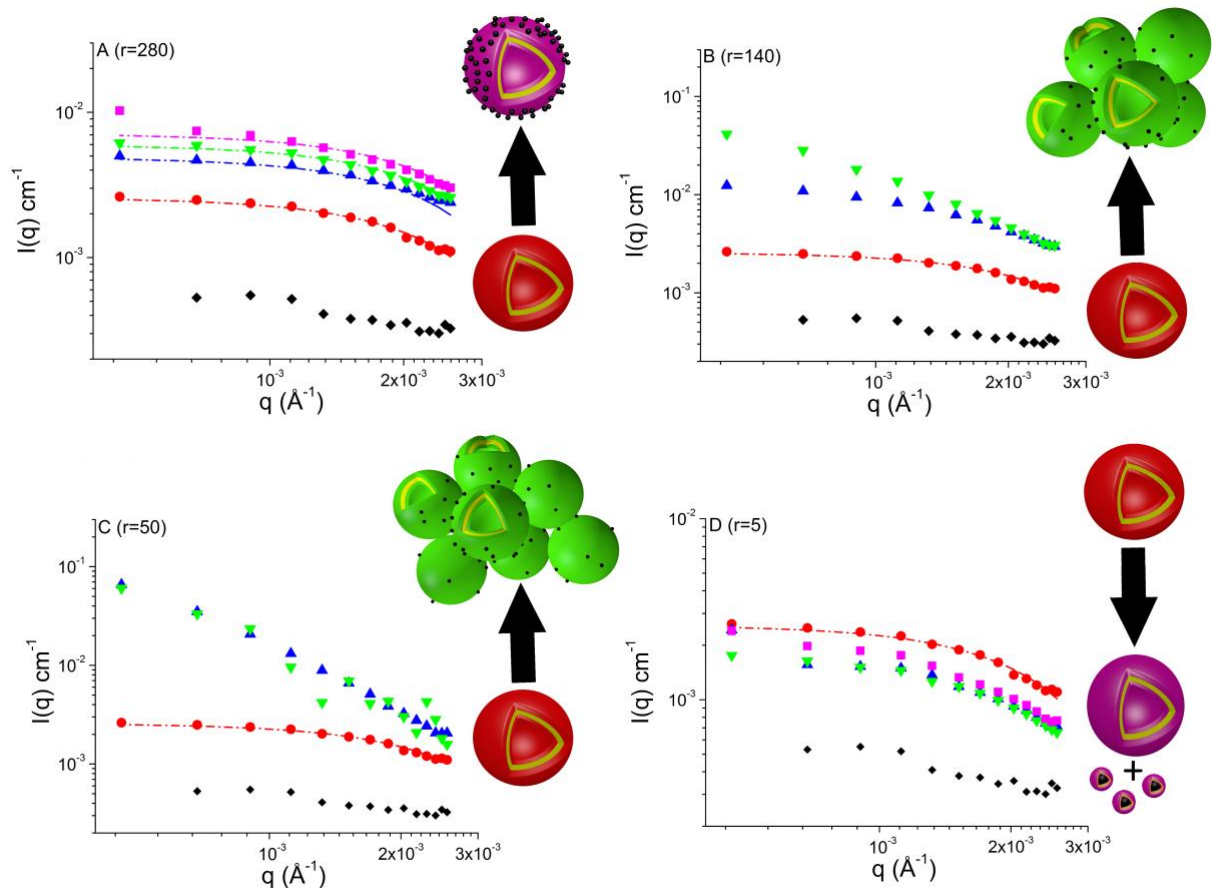 A (r=280)
10⁻²
10⁻³
I(q) cm⁻¹
10⁻³
2x10⁻³
3x10⁻³
q (Å⁻¹)
B (r=140)
10⁻¹
10⁻²
10⁻³
I(q) cm⁻¹
10⁻³
2x10⁻³
3x10⁻³
q (Å⁻¹)
C (r=50)
10⁻¹
10⁻²
10⁻³
I(q) cm⁻¹
10⁻³
2x10⁻³
3x10⁻³
q (Å⁻¹)
D (r=5)
10⁻²
10⁻³
I(q) cm⁻¹
+
10⁻³
2x10⁻³
3x10⁻³
q (Å⁻¹)